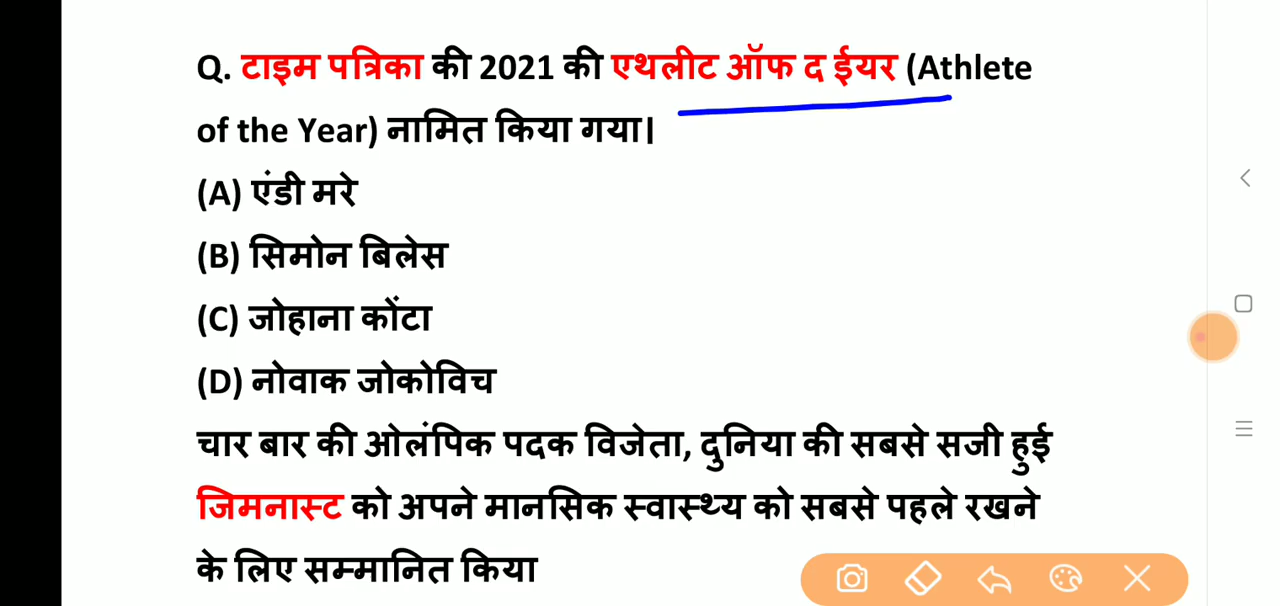 Q. टाइम पत्रिका की 2021 की एथलीट ऑफ द ईयर (Athlete
of the Year) नामित किया गया।
(A) एंडी मरे
(B) सिमोन बिलेस
(C) जोहाना कोंटा
(D) नोवाक जोकोविच
चार बार की ओलंपिक पदक विजेता, दुनिया की सबसे सजी हुई
जिमनास्ट को अपने मानसिक स्वास्थ्य को सबसे पहले रखने
के लिए सम्मानित किया